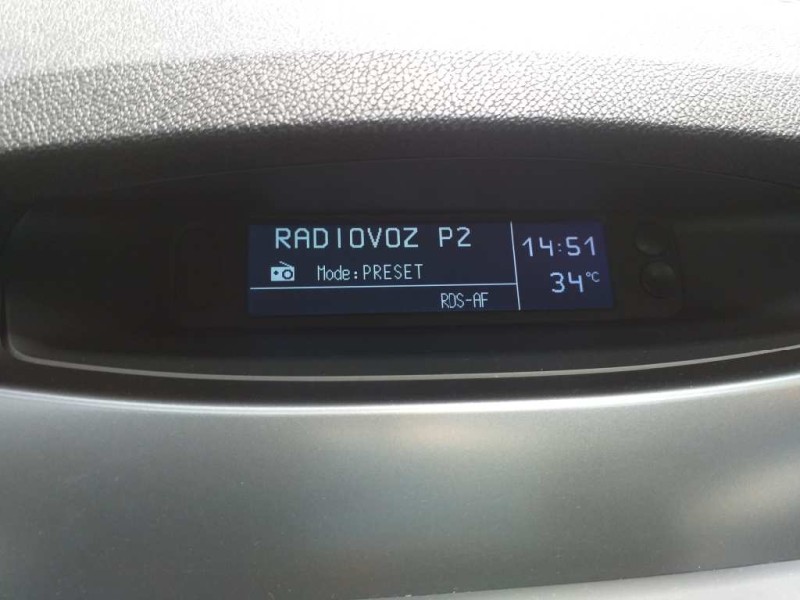 RADIOVOZ P2
Mode:PRESET
RDS-AF
14:51
34°C